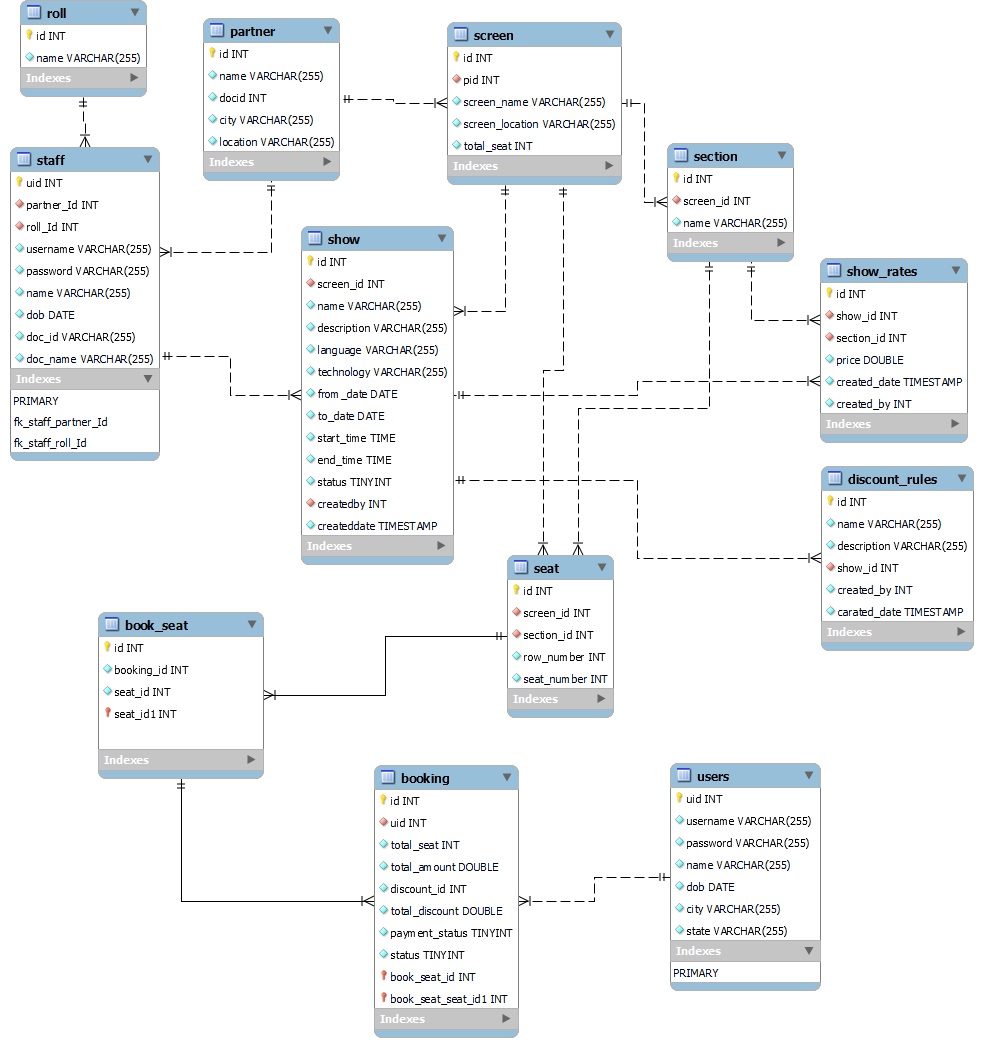 roll
id INT
name VARCHAR(255)
Indexes
partner
id INT
name VARCHAR(255)
docid INT
city VARCHAR(255)
location VARCHAR(255)
Indexes
screen
id INT
pid INT
screen_name VARCHAR(255)
screen_location VARCHAR(255)
total_seat INT
Indexes
staff
uid INT
partner_Id INT
roll_Id INT
username VARCHAR(255)
password VARCHAR(255)
name VARCHAR(255)
dob DATE
doc_id VARCHAR(255)
doc_name VARCHAR(255)
Indexes
PRIMARY
fk_staff_partner_Id
fk_staff_roll_Id
section
id INT
screen_id INT
name VARCHAR(255)
Indexes
show
id INT
screen_id INT
name VARCHAR(255)
description VARCHAR(255)
language VARCHAR(255)
technology VARCHAR(255)
from_date DATE
to_date DATE
start_time TIME
end_time TIME
status TINYINT
createdby INT
createddate TIMESTAMP
Indexes
show_rates
id INT
show_id INT
section_id INT
price DOUBLE
created_date TIMESTAMP
created_by INT
Indexes
discount_rules
id INT
name VARCHAR(255)
description VARCHAR(255)
show_id INT
created_by INT
carated_date TIMESTAMP
Indexes
seat
id INT
screen_id INT
section_id INT
row_number INT
seat_number INT
Indexes
book_seat
id INT
booking_id INT
seat_id INT
seat_id1 INT
Indexes
booking
id INT
uid INT
total_seat INT
total_amount DOUBLE
discount_id INT
total_discount DOUBLE
payment_status TINYINT
status TINYINT
book_seat_id INT
book_seat_seat_id1 INT
Indexes
users
uid INT
username VARCHAR(255)
password VARCHAR(255)
name VARCHAR(255)
dob DATE
city VARCHAR(255)
state VARCHAR(255)
Indexes
PRIMARY